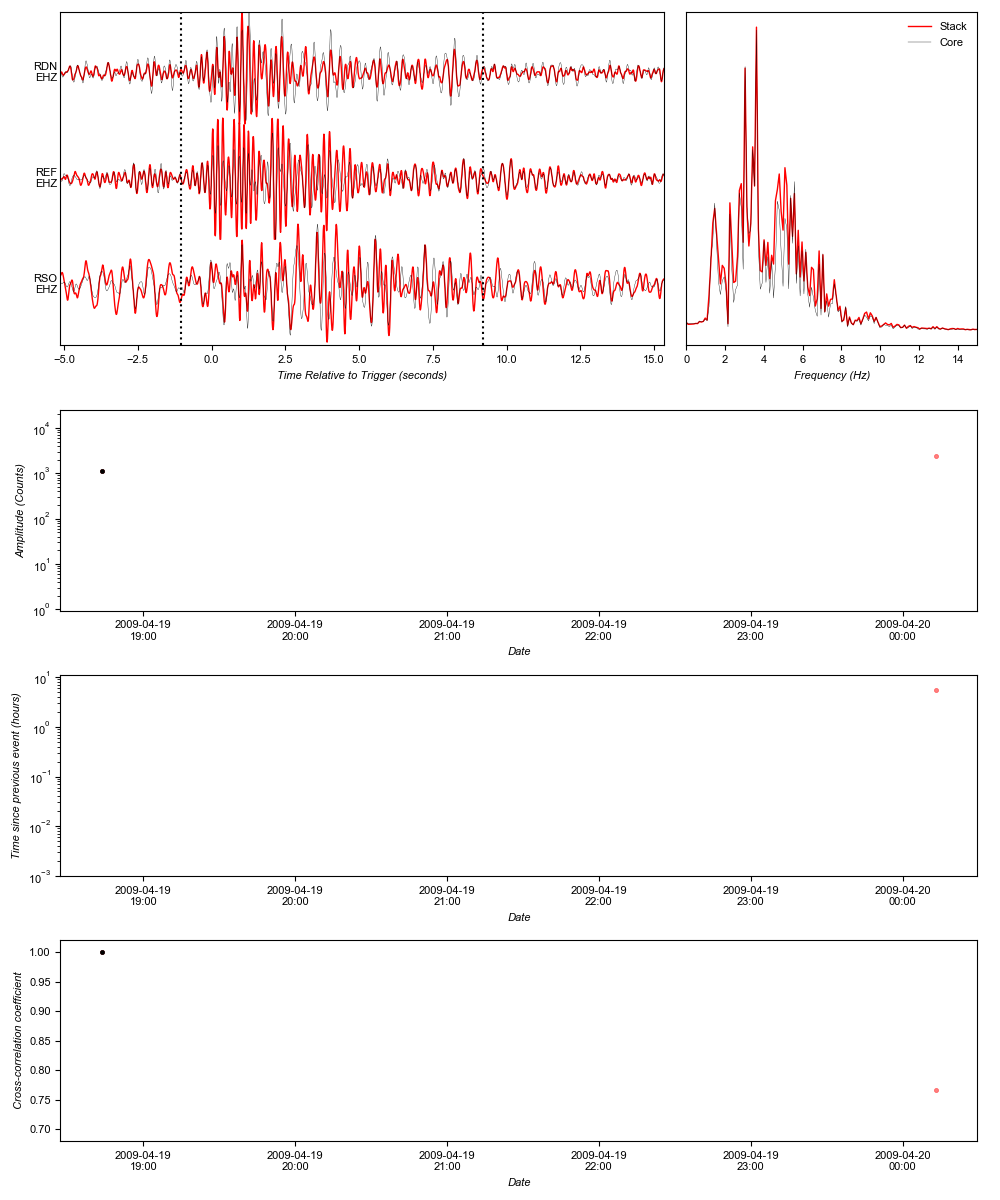 RDN
EHZ
REF
EHZ
RSO
EHZ
−5.0 −2.5 0.0 2.5 5.0 7.5 10.0 12.5 15.0
Time Relative to Trigger (seconds)
Stack
Core
0 2 4 6 8 10 12 14
Frequency (Hz)
10⁴
10³
10²
10¹
10⁰
Amplitude (Counts)
2009-04-19 2009-04-19 2009-04-19 2009-04-19 2009-04-19 2009-04-20
19:00 20:00 21:00 22:00 23:00 00:00
Date
10¹
10⁰
10⁻¹
10⁻²
10⁻³
Time since previous event (hours)
2009-04-19 2009-04-19 2009-04-19 2009-04-19 2009-04-19 2009-04-20
19:00 20:00 21:00 22:00 23:00 00:00
Date
1.00
0.95
0.90
0.85
0.80
0.75
0.70
Cross-correlation coefficient
2009-04-19 2009-04-19 2009-04-19 2009-04-19 2009-04-19 2009-04-20
19:00 20:00 21:00 22:00 23:00 00:00
Date